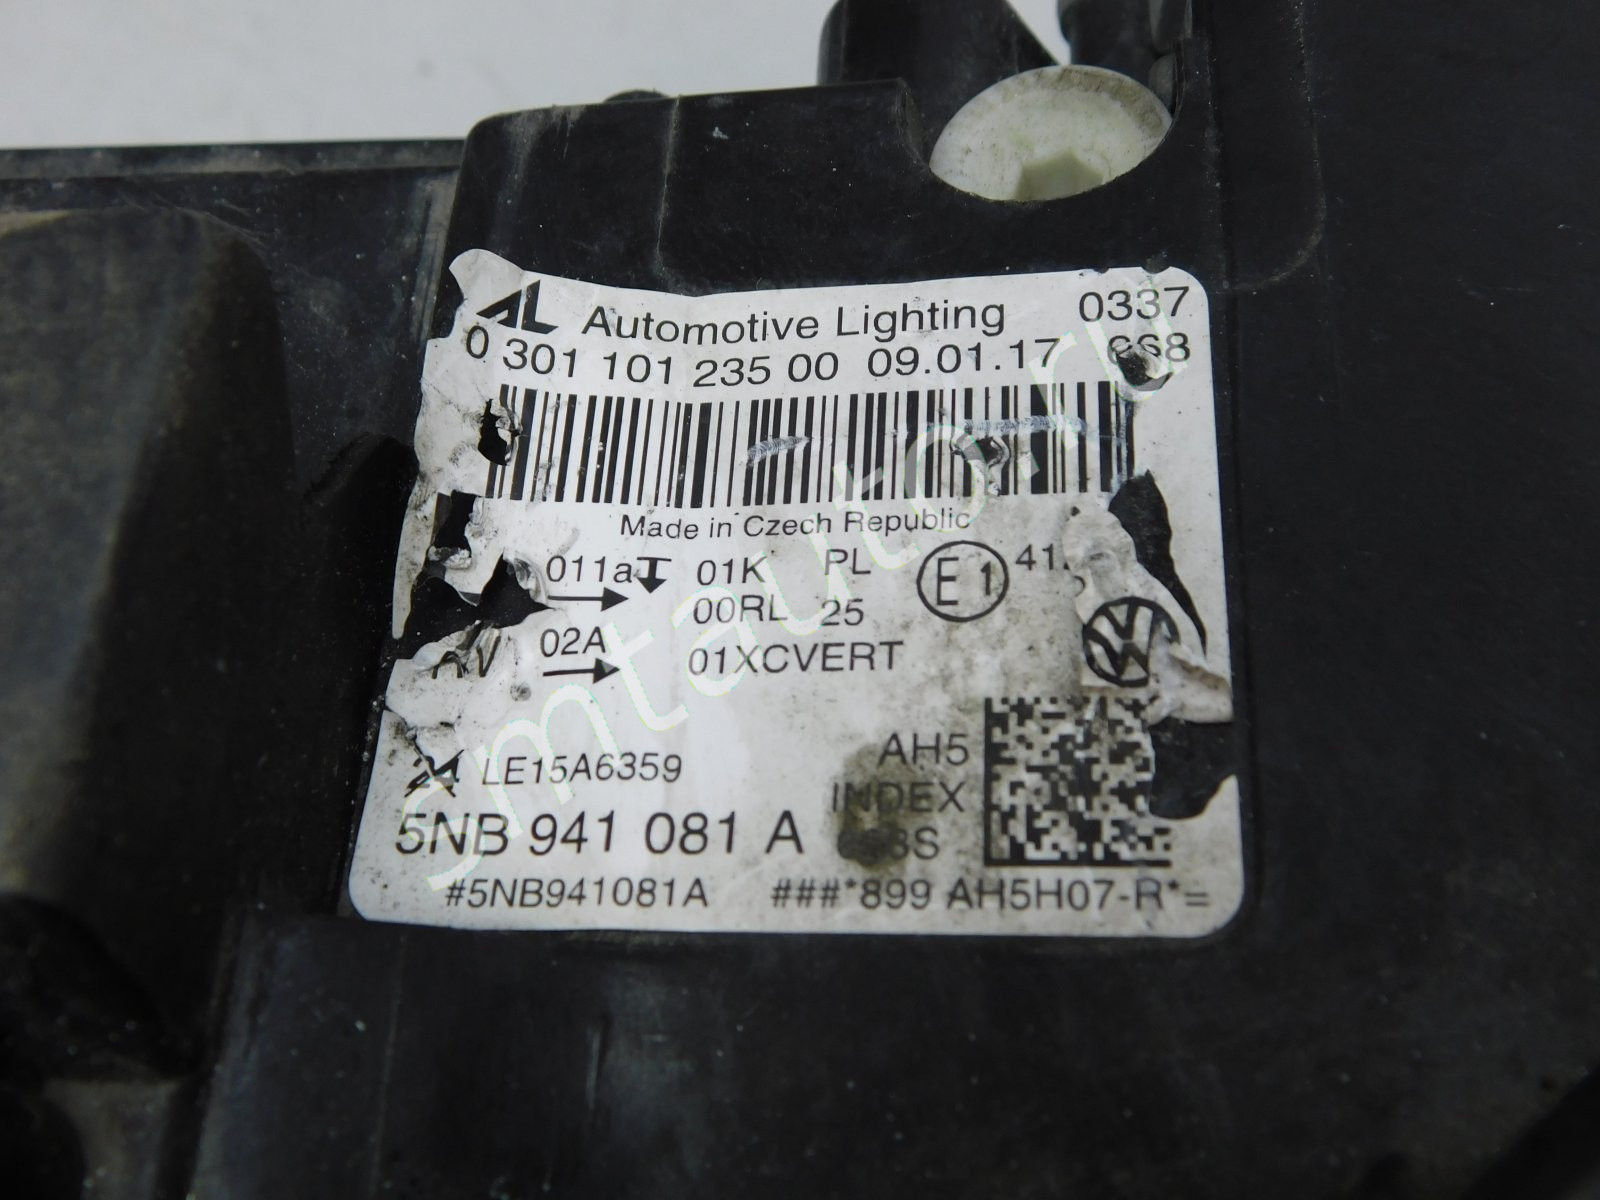 AL Automotive Lighting 0337
0 301 101 235 00 09.01.17 668
Made in Czech Republic
011a 01K PL E1
00RL 25
02A 01XCVERT
LE15A6359 AH5
INDEX
5NB 941 081 A
#5NB941081A ###*899 AH5H07-R*=
smtauto.ru